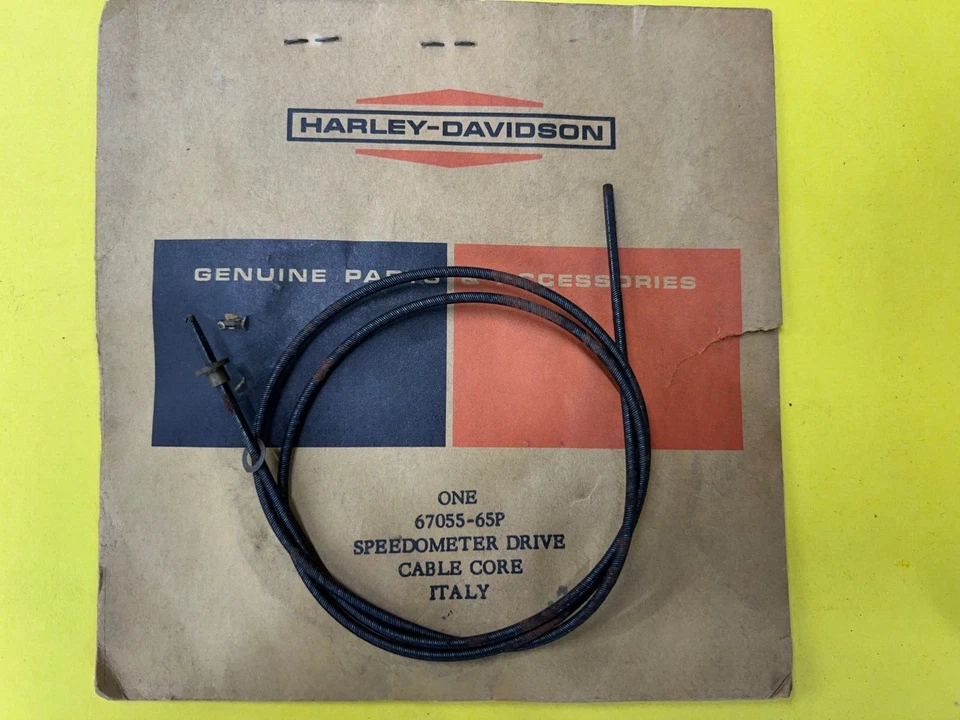 HARLEY-DAVIDSON
GENUINE PARTS & ACCESSORIES
ONE
67055-65P
SPEEDOMETER DRIVE
CABLE CORE
ITALY